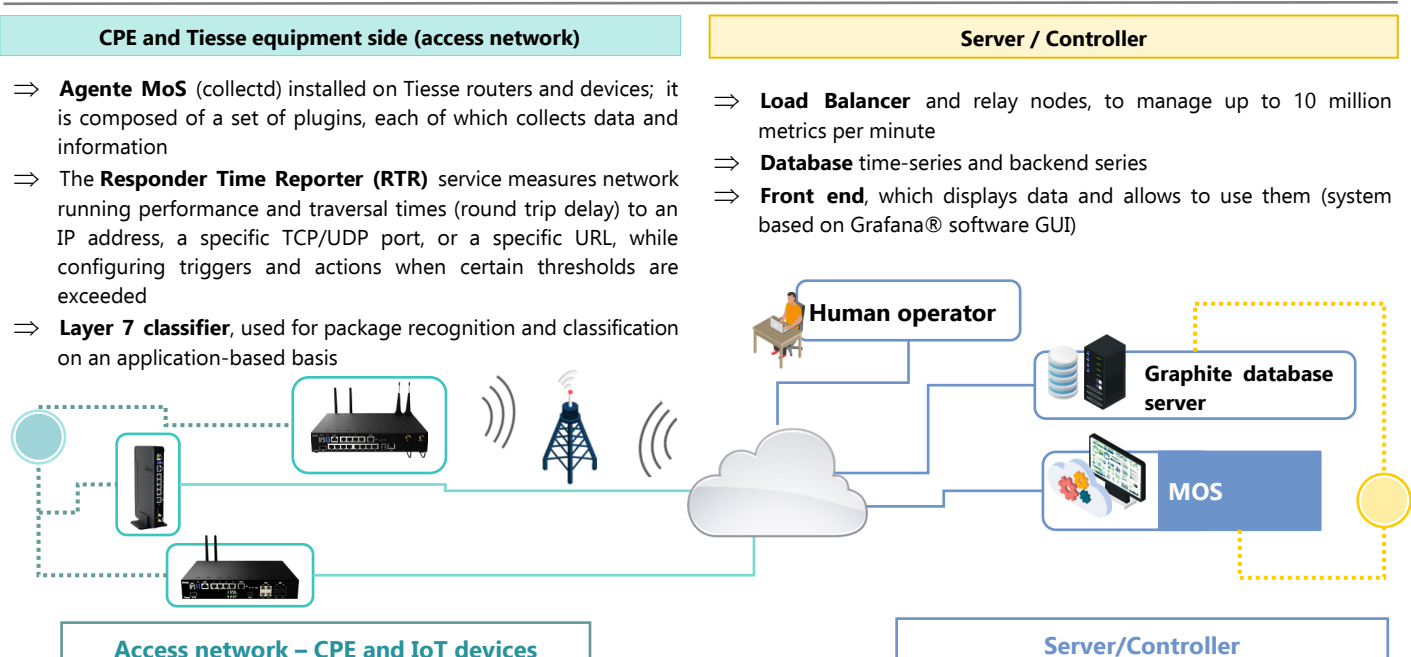 CPE and Tiesse equipment side (access network)
⇒ Agente MoS (collectd) installed on Tiesse routers and devices; it
is composed of a set of plugins, each of which collects data and
information
⇒ The Responder Time Reporter (RTR) service measures network
running performance and traversal times (round trip delay) to an
IP address, a specific TCP/UDP port, or a specific URL, while
configuring triggers and actions when certain thresholds are
exceeded
⇒ Layer 7 classifier, used for package recognition and classification
on an application-based basis
Server / Controller
⇒ Load Balancer and relay nodes, to manage up to 10 million
metrics per minute
⇒ Database time-series and backend series
⇒ Front end, which displays data and allows to use them (system
based on Grafana® software GUI)
Human operator
Graphite database
server
MOS
Access network – CPE and IoT devices
Server/Controller